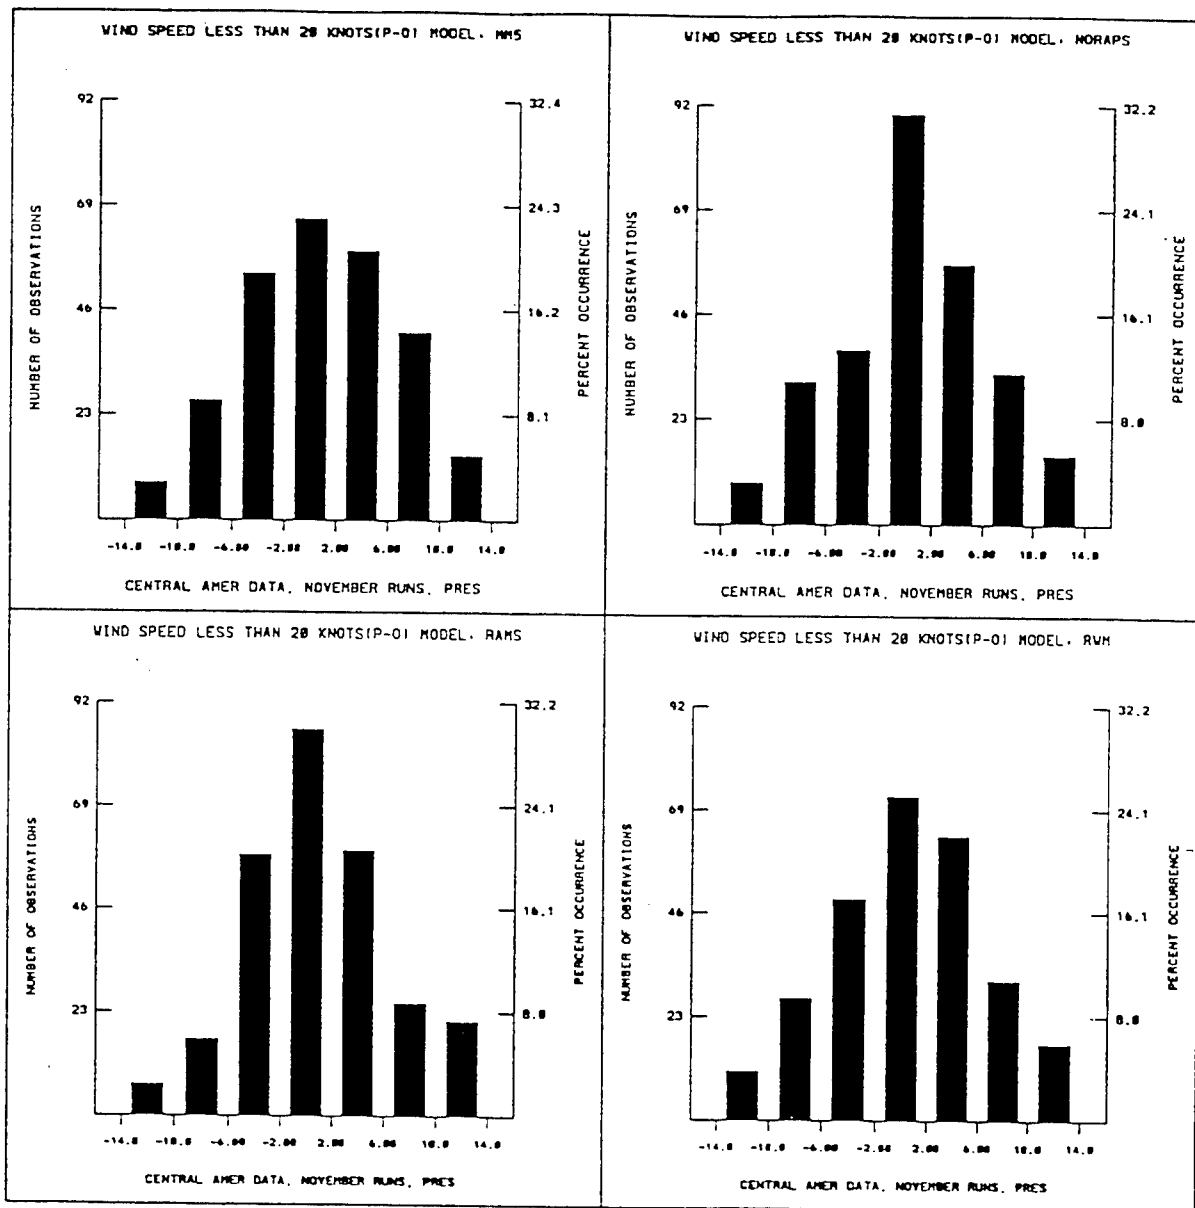 WIND SPEED LESS THAN 20 KNOTS(P-O) MODEL, MM5
92
69
46
23
32.4
24.3
16.2
8.1
NUMBER OF OBSERVATIONS
PERCENT OCCURRENCE
-14.0 -10.0 -6.00 -2.00 2.00 6.00 10.0 14.0
CENTRAL AMER DATA, NOVEMBER RUNS, PRES
WIND SPEED LESS THAN 20 KNOTS(P-O) MODEL, NORAPS
92
69
46
23
32.2
24.1
16.1
8.0
NUMBER OF OBSERVATIONS
PERCENT OCCURRENCE
-14.0 -10.0 -6.00 -2.00 2.00 6.00 10.0 14.0
CENTRAL AMER DATA, NOVEMBER RUNS, PRES
WIND SPEED LESS THAN 20 KNOTS(P-O) MODEL, RAMS
92
69
46
23
32.2
24.1
16.1
8.0
NUMBER OF OBSERVATIONS
PERCENT OCCURRENCE
-14.0 -10.0 -6.00 -2.00 2.00 6.00 10.0 14.0
CENTRAL AMER DATA, NOVEMBER RUNS, PRES
WIND SPEED LESS THAN 20 KNOTS(P-O) MODEL, RWM
92
69
46
23
32.2
24.1
16.1
8.0
NUMBER OF OBSERVATIONS
PERCENT OCCURRENCE
-14.0 -10.0 -6.00 -2.00 2.00 6.00 10.0 14.0
CENTRAL AMER DATA, NOVEMBER RUNS, PRES